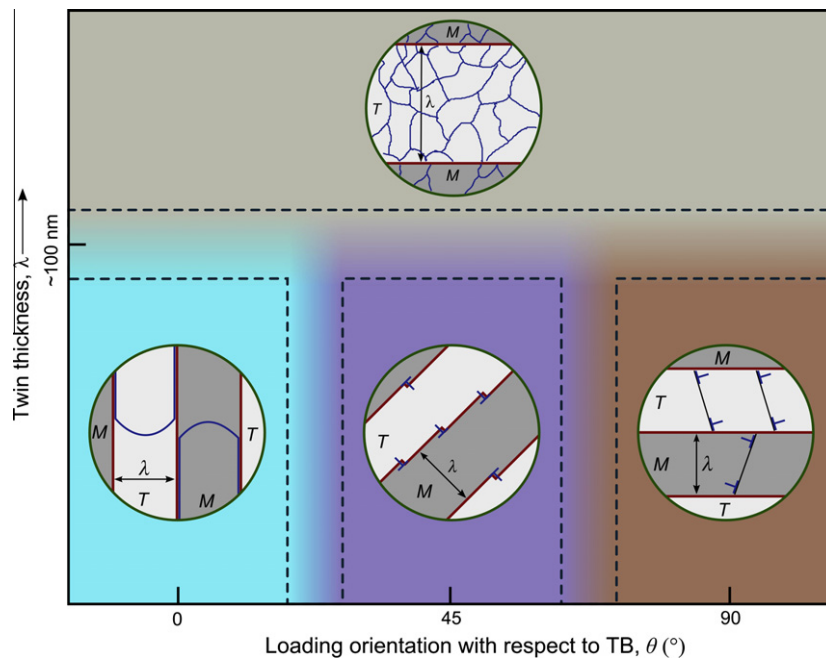 M
T
λ
M
Twin thickness, λ
~100 nm
M
λ
T
T
M
T
λ
M
M
T
M
λ
T
0
45
90
Loading orientation with respect to TB, θ (°)